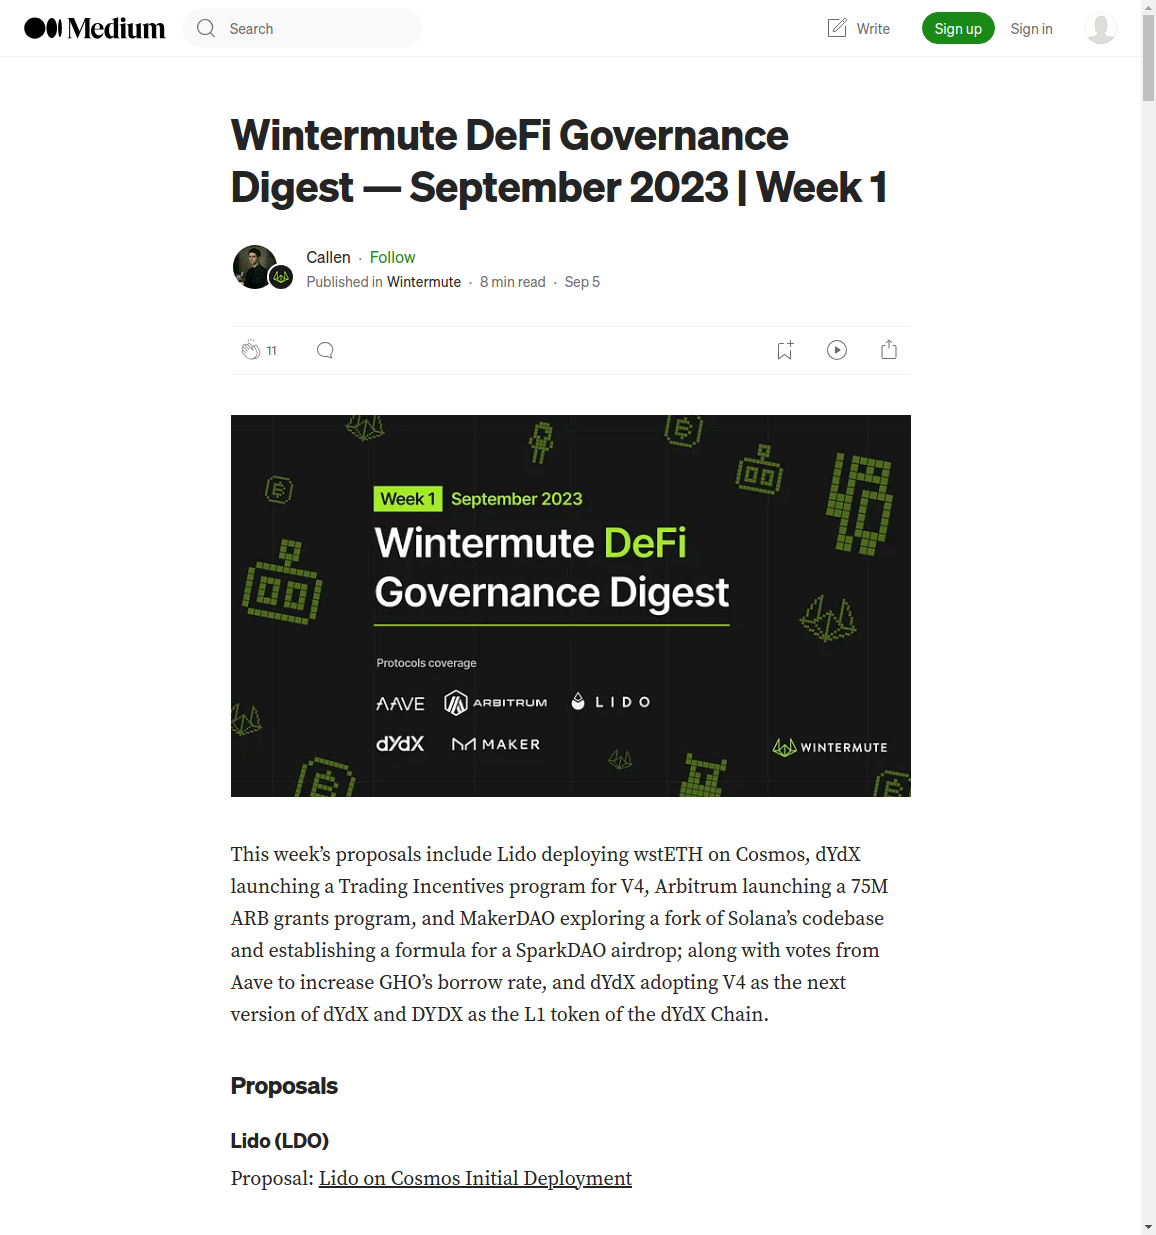 Medium
Search
Write
Sign up
Sign in
Wintermute DeFi Governance
Digest — September 2023 | Week 1
Callen · Follow
Published in Wintermute · 8 min read · Sep 5
11
Week 1 September 2023
Wintermute DeFi
Governance Digest
Protocols coverage
AAVE ARBITRUM LIDO
dYdX MAKER
WINTERMUTE
This week’s proposals include Lido deploying wstETH on Cosmos, dYdX
launching a Trading Incentives program for V4, Arbitrum launching a 75M
ARB grants program, and MakerDAO exploring a fork of Solana’s codebase
and establishing a formula for a SparkDAO airdrop; along with votes from
Aave to increase GHO’s borrow rate, and dYdX adopting V4 as the next
version of dYdX and DYDX as the L1 token of the dYdX Chain.
Proposals
Lido (LDO)
Proposal: Lido on Cosmos Initial Deployment